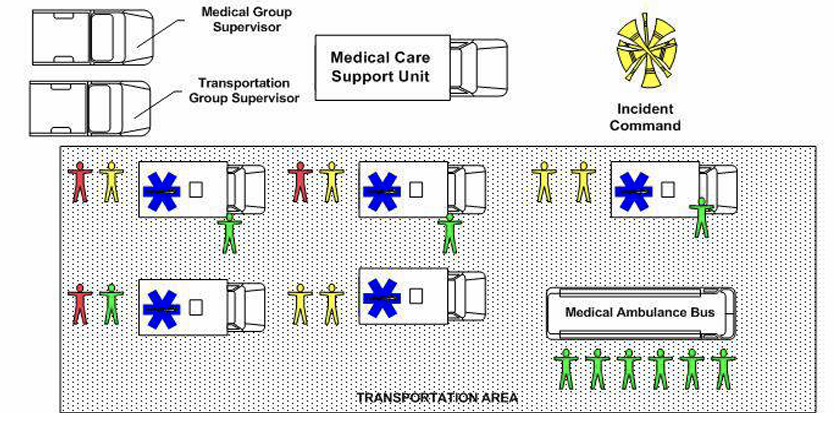 Medical Group
Supervisor
Transportation
Group Supervisor
Medical Care
Support Unit
Incident
Command
Medical Ambulance Bus
TRANSPORTATION AREA